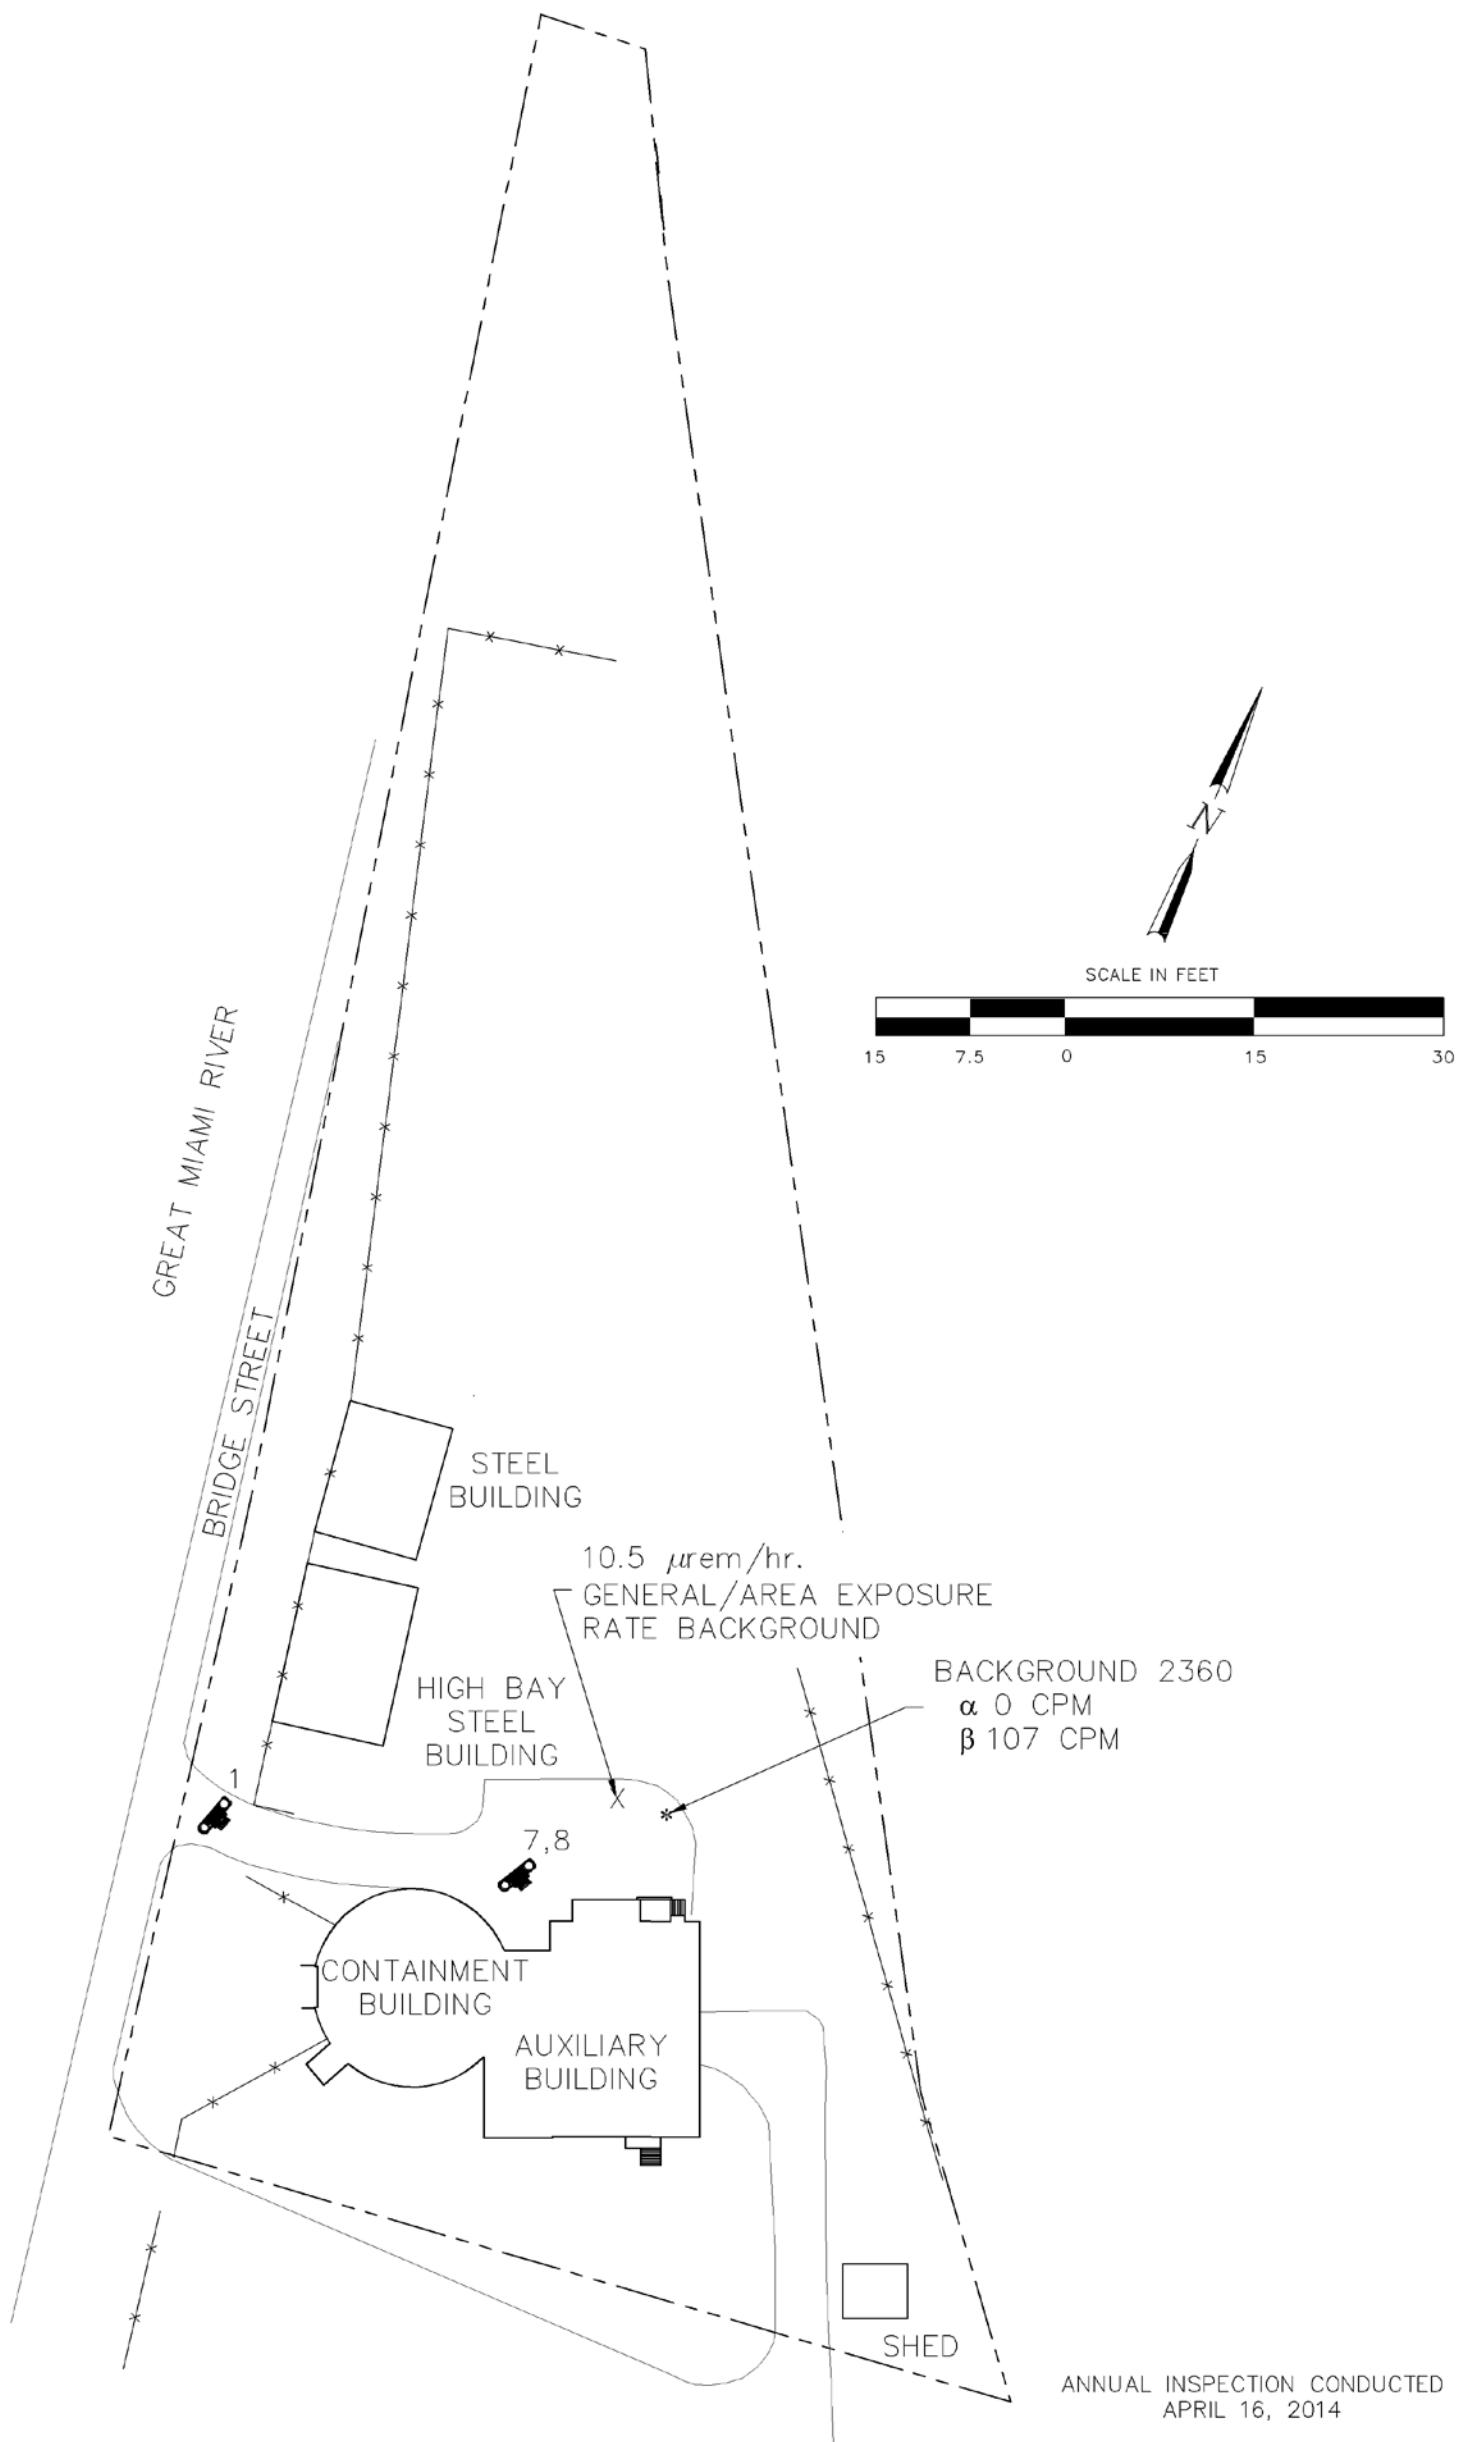 N
SCALE IN FEET
15 7.5 0 15 30
GREAT MIAMI RIVER
BRIDGE STREET
STEEL
BUILDING
10.5 µrem/hr.
GENERAL/AREA EXPOSURE
RATE BACKGROUND
BACKGROUND 2360
α 0 CPM
β 107 CPM
HIGH BAY
STEEL
BUILDING
1
X
7,8
CONTAINMENT
BUILDING
AUXILIARY
BUILDING
SHED
ANNUAL INSPECTION CONDUCTED
APRIL 16, 2014